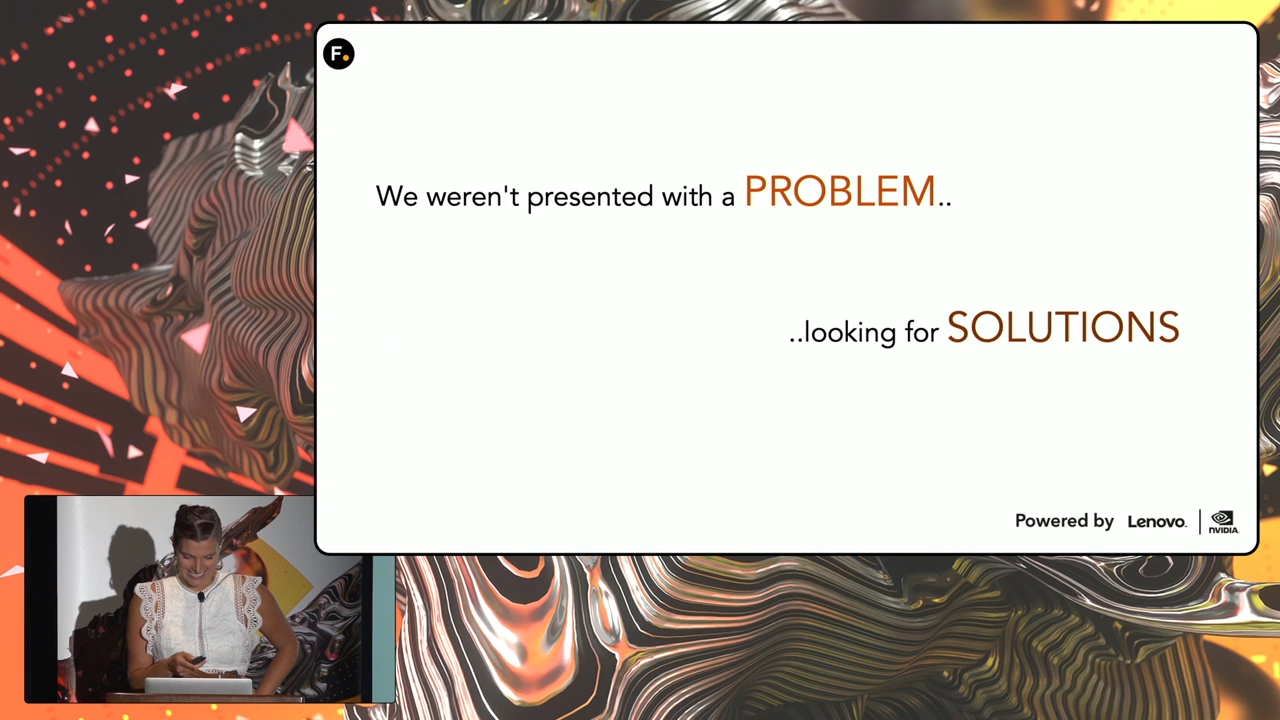 F.
We weren't presented with a PROBLEM..
..looking for SOLUTIONS
Powered by Lenovo. NVIDIA.